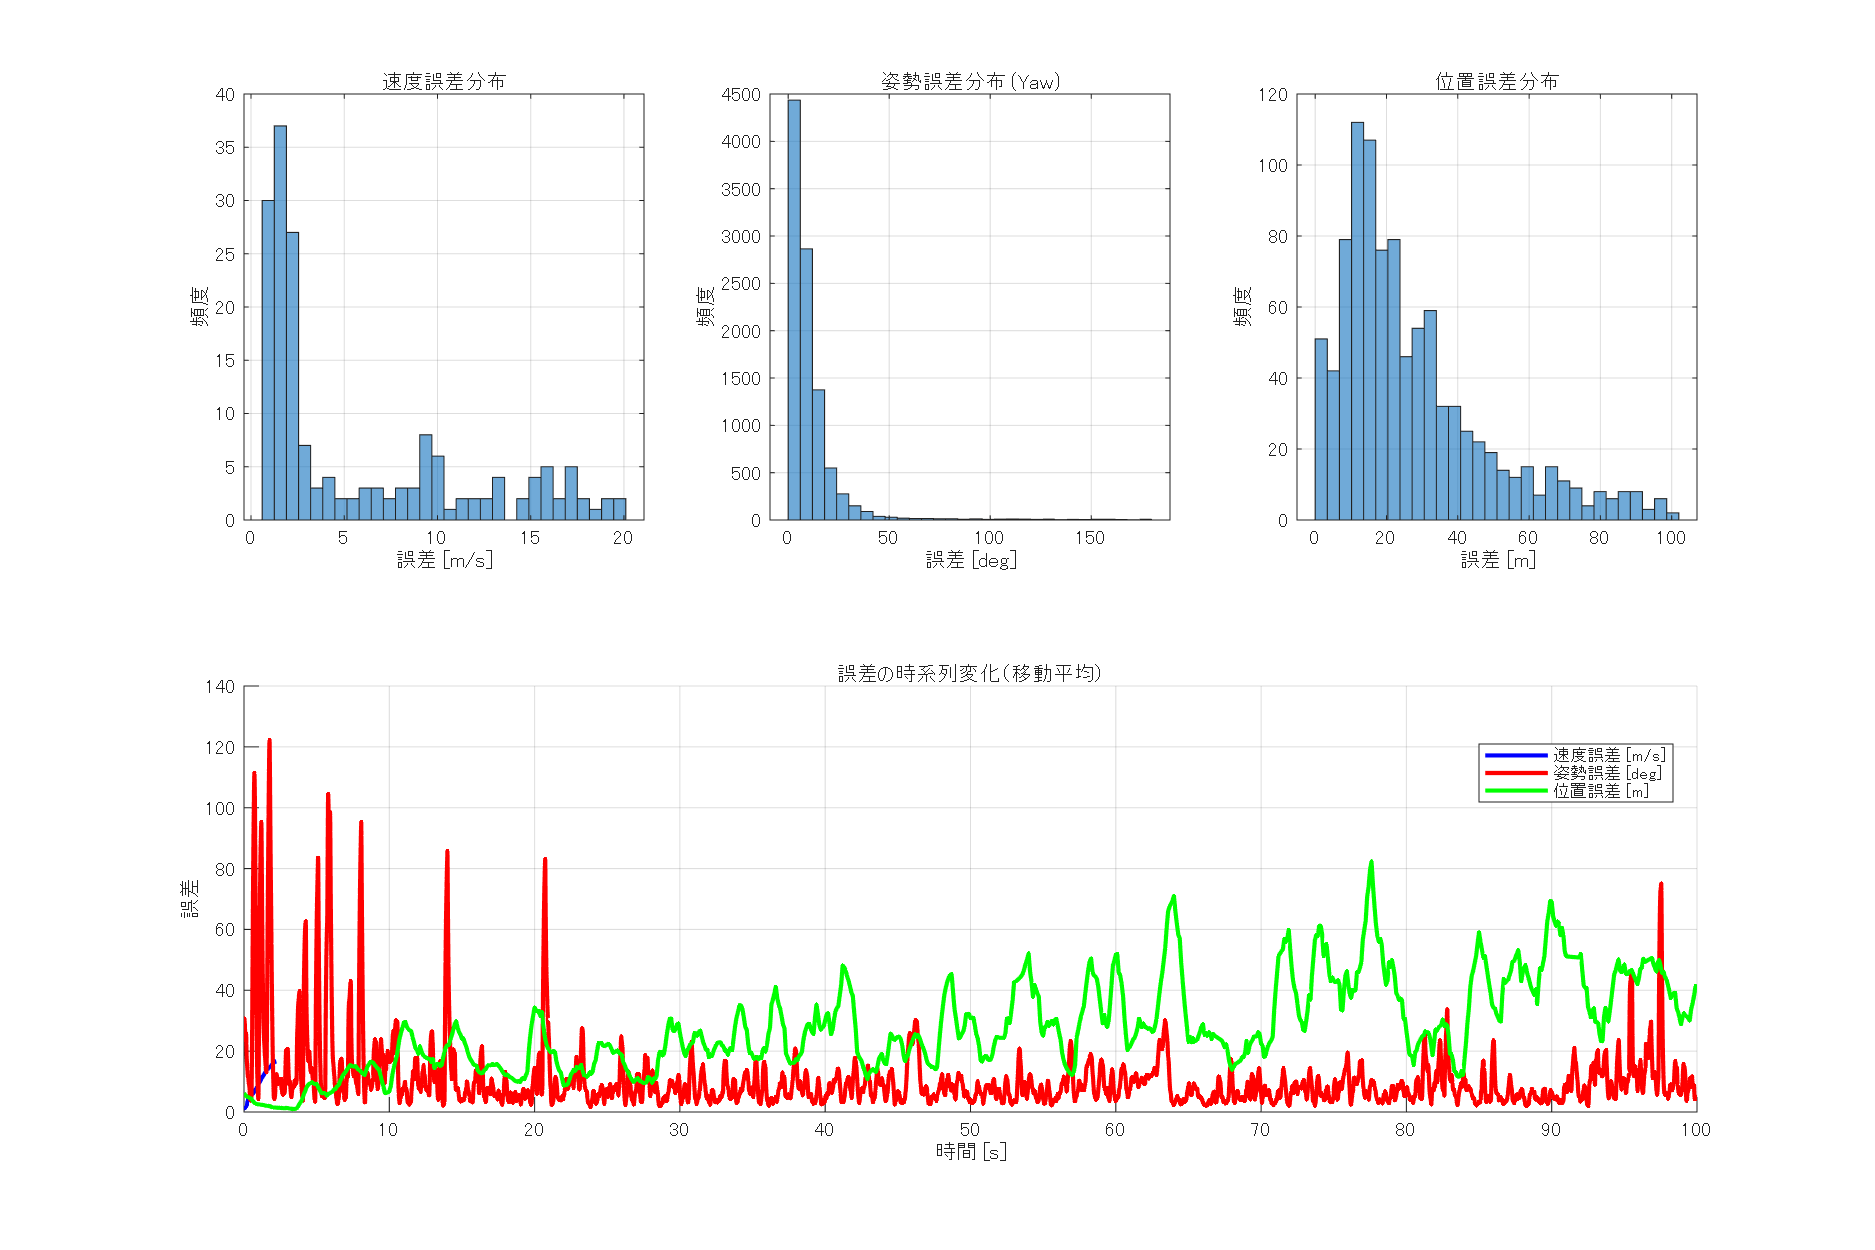 速度誤差分布
40
35
30
25
20
15
10
5
0
頻度
0 5 10 15 20
誤差 [m/s]
姿勢誤差分布 (Yaw)
4500
4000
3500
3000
2500
2000
1500
1000
500
0
頻度
0 50 100 150
誤差 [deg]
位置誤差分布
120
100
80
60
40
20
0
頻度
0 20 40 60 80 100
誤差 [m]
誤差の時系列変化(移動平均)
140
120
100
80
60
40
20
0
誤差
速度誤差 [m/s]
姿勢誤差 [deg]
位置誤差 [m]
0 10 20 30 40 50 60 70 80 90 100
時間 [s]